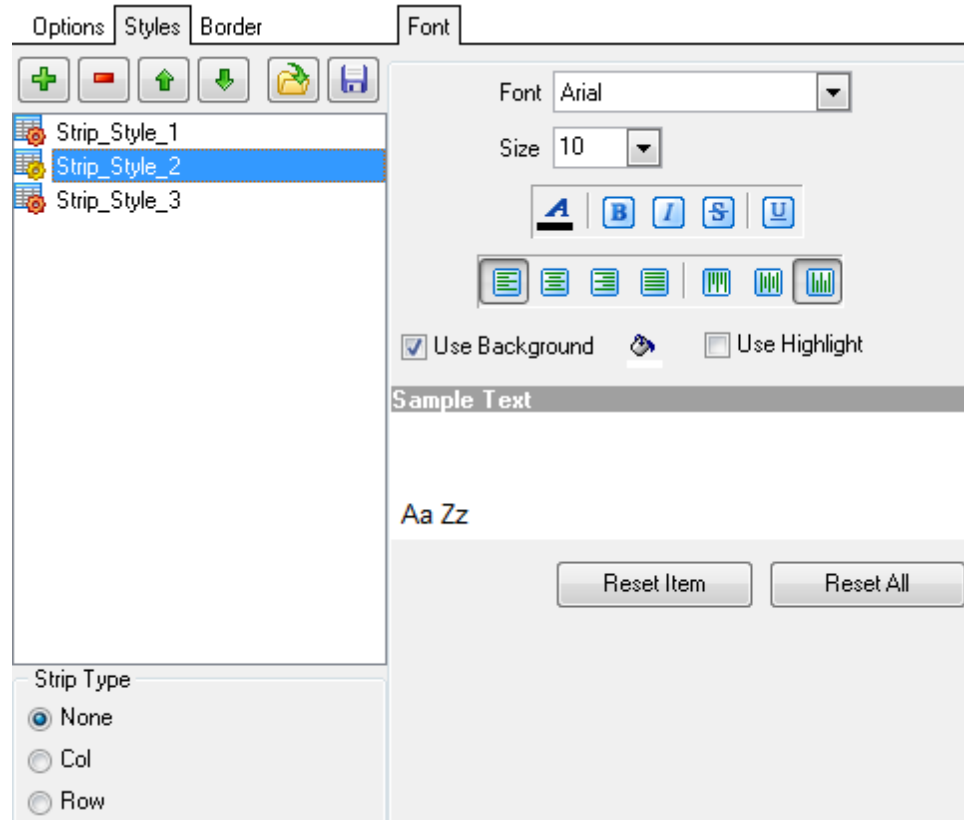 Options Styles Border
Font
Strip_Style_1
Strip_Style_2
Strip_Style_3
Strip Type
None
Col
Row
Font Arial
Size 10
A B I S U
Use Background Use Highlight
Sample Text
Aa Zz
Reset Item Reset All